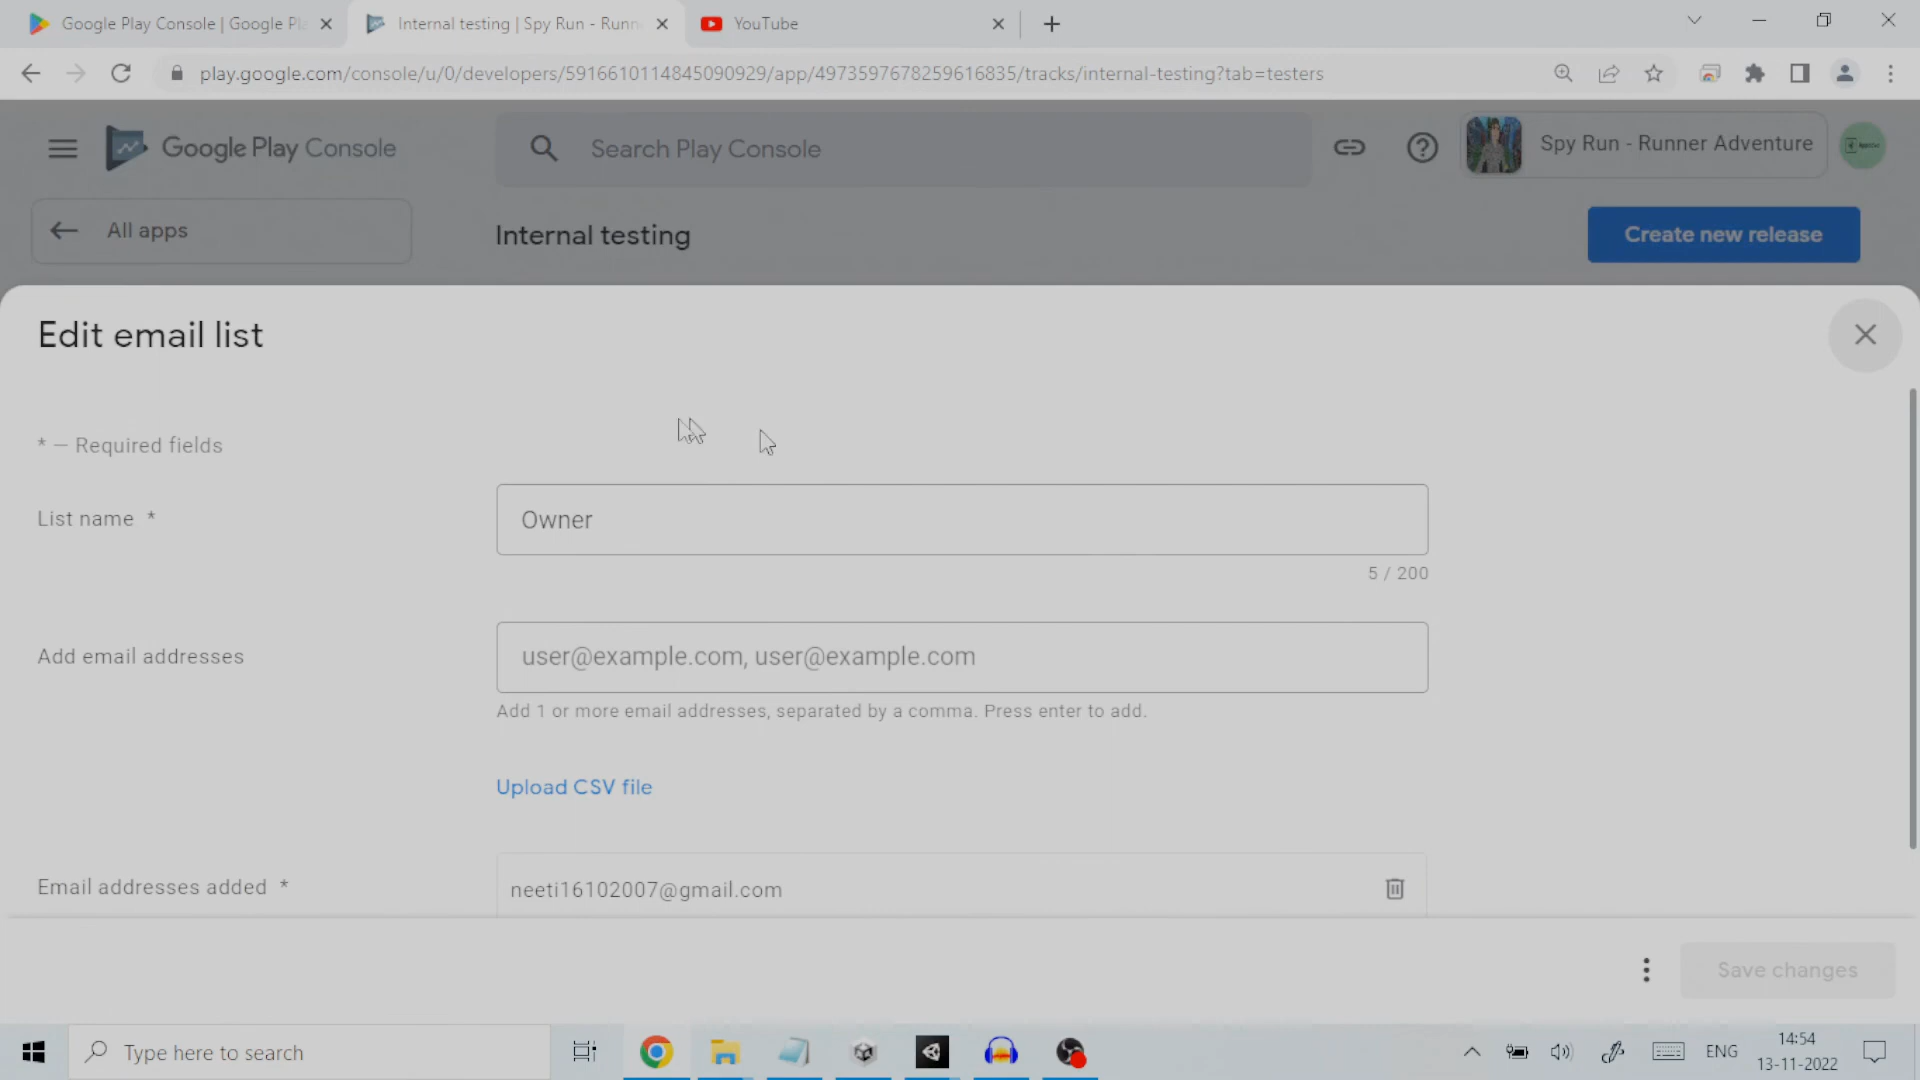 Google Play Console | Google Pl
Internal testing | Spy Run - Runn
YouTube
play.google.com/console/u/0/developers/5916610114845090929/app/4973597678259616835/tracks/internal-testing?tab=testers
Google Play Console
Search Play Console
Spy Run - Runner Adventure
All apps
Internal testing
Create new release
Edit email list
* — Required fields
List name *
Owner
5 / 200
Add email addresses
user@example.com, user@example.com
Add 1 or more email addresses, separated by a comma. Press enter to add.
Upload CSV file
Email addresses added *
neeti16102007@gmail.com
Save changes
Type here to search
ENG
14:54
13-11-2022